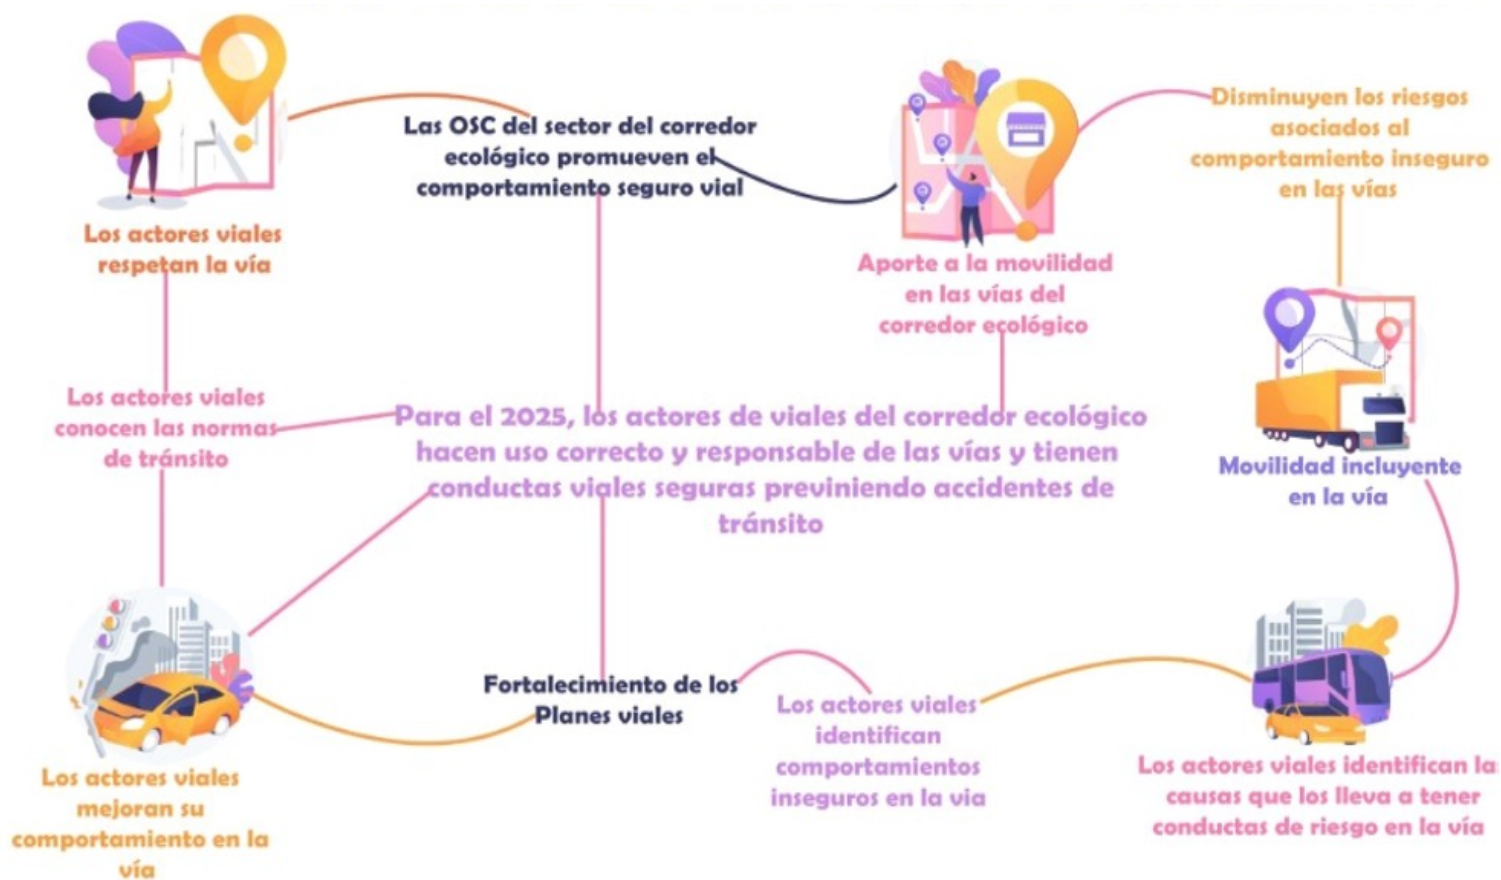 Los actores viales
respetan la vía
Las OSC del sector del corredor
ecológico promueven el
comportamiento seguro vial
Aporte a la movilidad
en las vías del
corredor ecológico
Disminuyen los riesgos
asociados al
comportamiento inseguro
en las vías
Los actores viales
conocen las normas
de tránsito
Para el 2025, los actores de viales del corredor ecológico
hacen uso correcto y responsable de las vías y tienen
conductas viales seguras previniendo accidentes de
tránsito
Movilidad incluyente
en la vía
Los actores viales
mejoran su
comportamiento en la
vía
Fortalecimiento de los
Planes viales
Los actores viales
identifican
comportamientos
inseguros en la via
Los actores viales identifican la
causas que los lleva a tener
conductas de riesgo en la vía